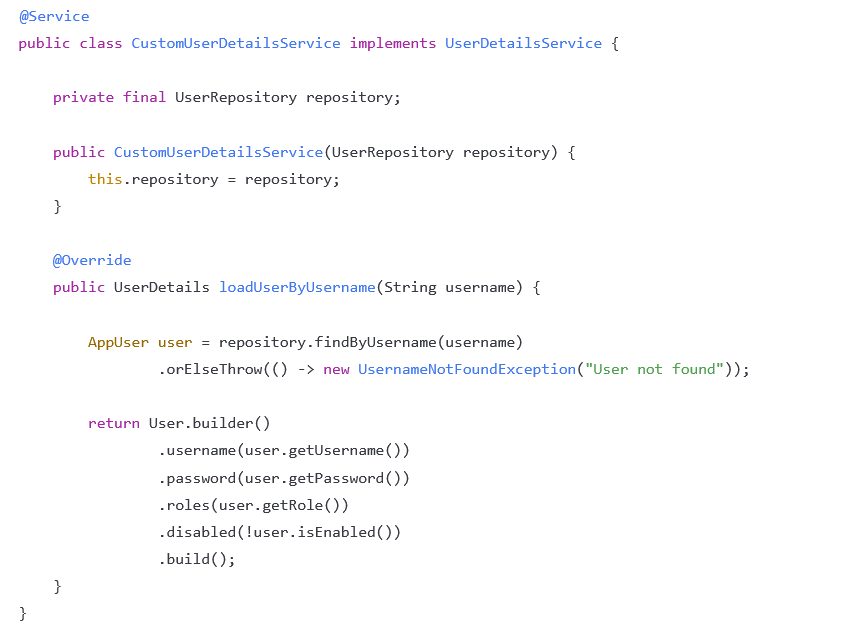 @Service
public class CustomUserDetailsService implements UserDetailsService {
private final UserRepository repository;
public CustomUserDetailsService(UserRepository repository) {
this.repository = repository;
}
@Override
public UserDetails loadUserByUsername(String username) {
AppUser user = repository.findByUsername(username)
.orElseThrow(() -> new UsernameNotFoundException("User not found"));
return User.builder()
.username(user.getUsername())
.password(user.getPassword())
.roles(user.getRole())
.disabled(!user.isEnabled())
.build();
}
}